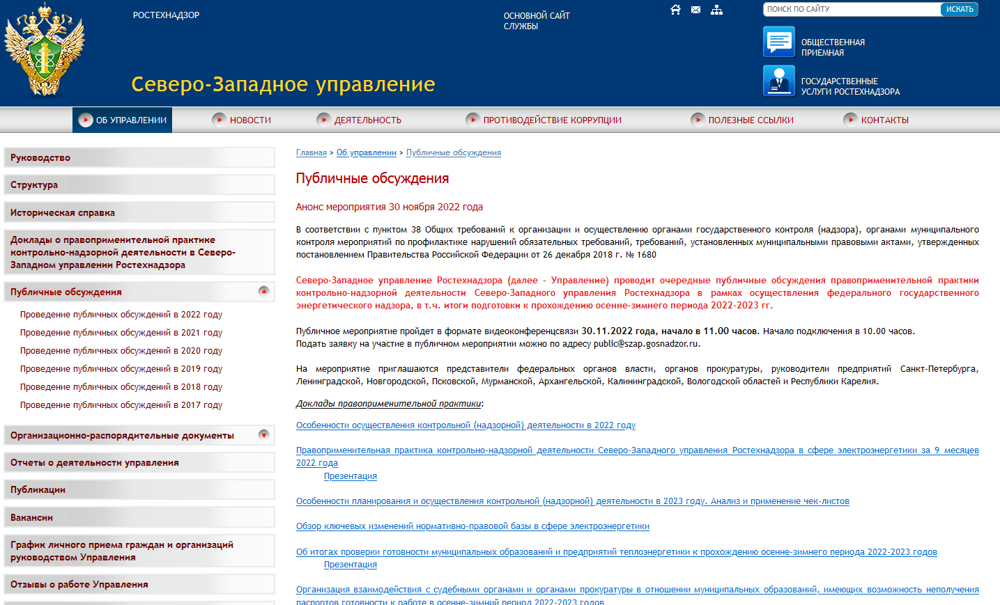 РОСТЕХНАДЗОР
ОСНОВНОЙ САЙТ
СЛУЖБЫ
ПОИСК ПО САЙТУ
ИСКАТЬ
ОБЩЕСТВЕННАЯ
ПРИЕМНАЯ
ГОСУДАРСТВЕННЫЕ
УСЛУГИ РОСТЕХНАДЗОРА
Северо-Западное управление
ОБ УПРАВЛЕНИИ
НОВОСТИ
ДЕЯТЕЛЬНОСТЬ
ПРОТИВОДЕЙСТВИЕ КОРРУПЦИИ
ПОЛЕЗНЫЕ ССЫЛКИ
КОНТАКТЫ
Руководство
Структура
Историческая справка
Доклады о правоприменительной практике
контрольно-надзорной деятельности в Северо-
Западном управлении Ростехнадзора
Публичные обсуждения
Проведение публичных обсуждений в 2022 году
Проведение публичных обсуждений в 2021 году
Проведение публичных обсуждений в 2020 году
Проведение публичных обсуждений в 2019 году
Проведение публичных обсуждений в 2018 году
Проведение публичных обсуждений в 2017 году
Организационно-распорядительные документы
Отчеты о деятельности управления
Публикации
Вакансии
График личного приема граждан и организаций
руководством Управления
Отзывы о работе Управления
Главная > Об управлении > Публичные обсуждения
Публичные обсуждения
Анонс мероприятия 30 ноября 2022 года
В соответствии с пунктом 38 Общих требований к организации и осуществлению органами государственного контроля (надзора), органами муниципального
контроля мероприятий по профилактике нарушений обязательных требований, требований, установленных муниципальными правовыми актами, утвержденных
постановлением Правительства Российской Федерации от 26 декабря 2018 г. № 1680
Северо-Западное управление Ростехнадзора (далее – Управление) проводит очередные публичные обсуждения правоприменительной практики
контрольно-надзорной деятельности Северо-Западного управления Ростехнадзора в рамках осуществления федерального государственного
энергетического надзора, в т.ч. итоги подготовки к прохождению осенне-зимнего периода 2022-2023 гг.
Публичное мероприятие пройдет в формате видеоконференцсвязи 30.11.2022 года, начало в 11.00 часов. Начало подключения в 10.00 часов.
Подать заявку на участие в публичном мероприятии можно по адресу public@szap.gosnadzor.ru.
На мероприятие приглашаются представители федеральных органов власти, органов прокуратуры, руководители предприятий Санкт-Петербурга,
Ленинградской, Новгородской, Псковской, Мурманской, Архангельской, Калининградской, Вологодской областей и Республики Карелия.
Доклады правоприменительной практики:
Особенности осуществления контрольной (надзорной) деятельности в 2022 году
Правоприменительная практика контрольно-надзорной деятельности Северо-Западного управления Ростехнадзора в сфере электроэнергетики за 9 месяцев
2022 года
Презентация
Особенности планирования и осуществления контрольной (надзорной) деятельности в 2023 году. Анализ и применение чек-листов
Обзор ключевых изменений нормативно-правовой базы в сфере электроэнергетики
Об итогах проверки готовности муниципальных образований и предприятий теплоэнергетики к прохождению осенне-зимнего периода 2022-2023 годов
Презентация
Организация взаимодействия с судебными органами и органами прокуратуры в отношении муниципальных образований, имеющих возможность неполучения
паспортов готовности к работе в осенне-зимний период 2022-2023 годов